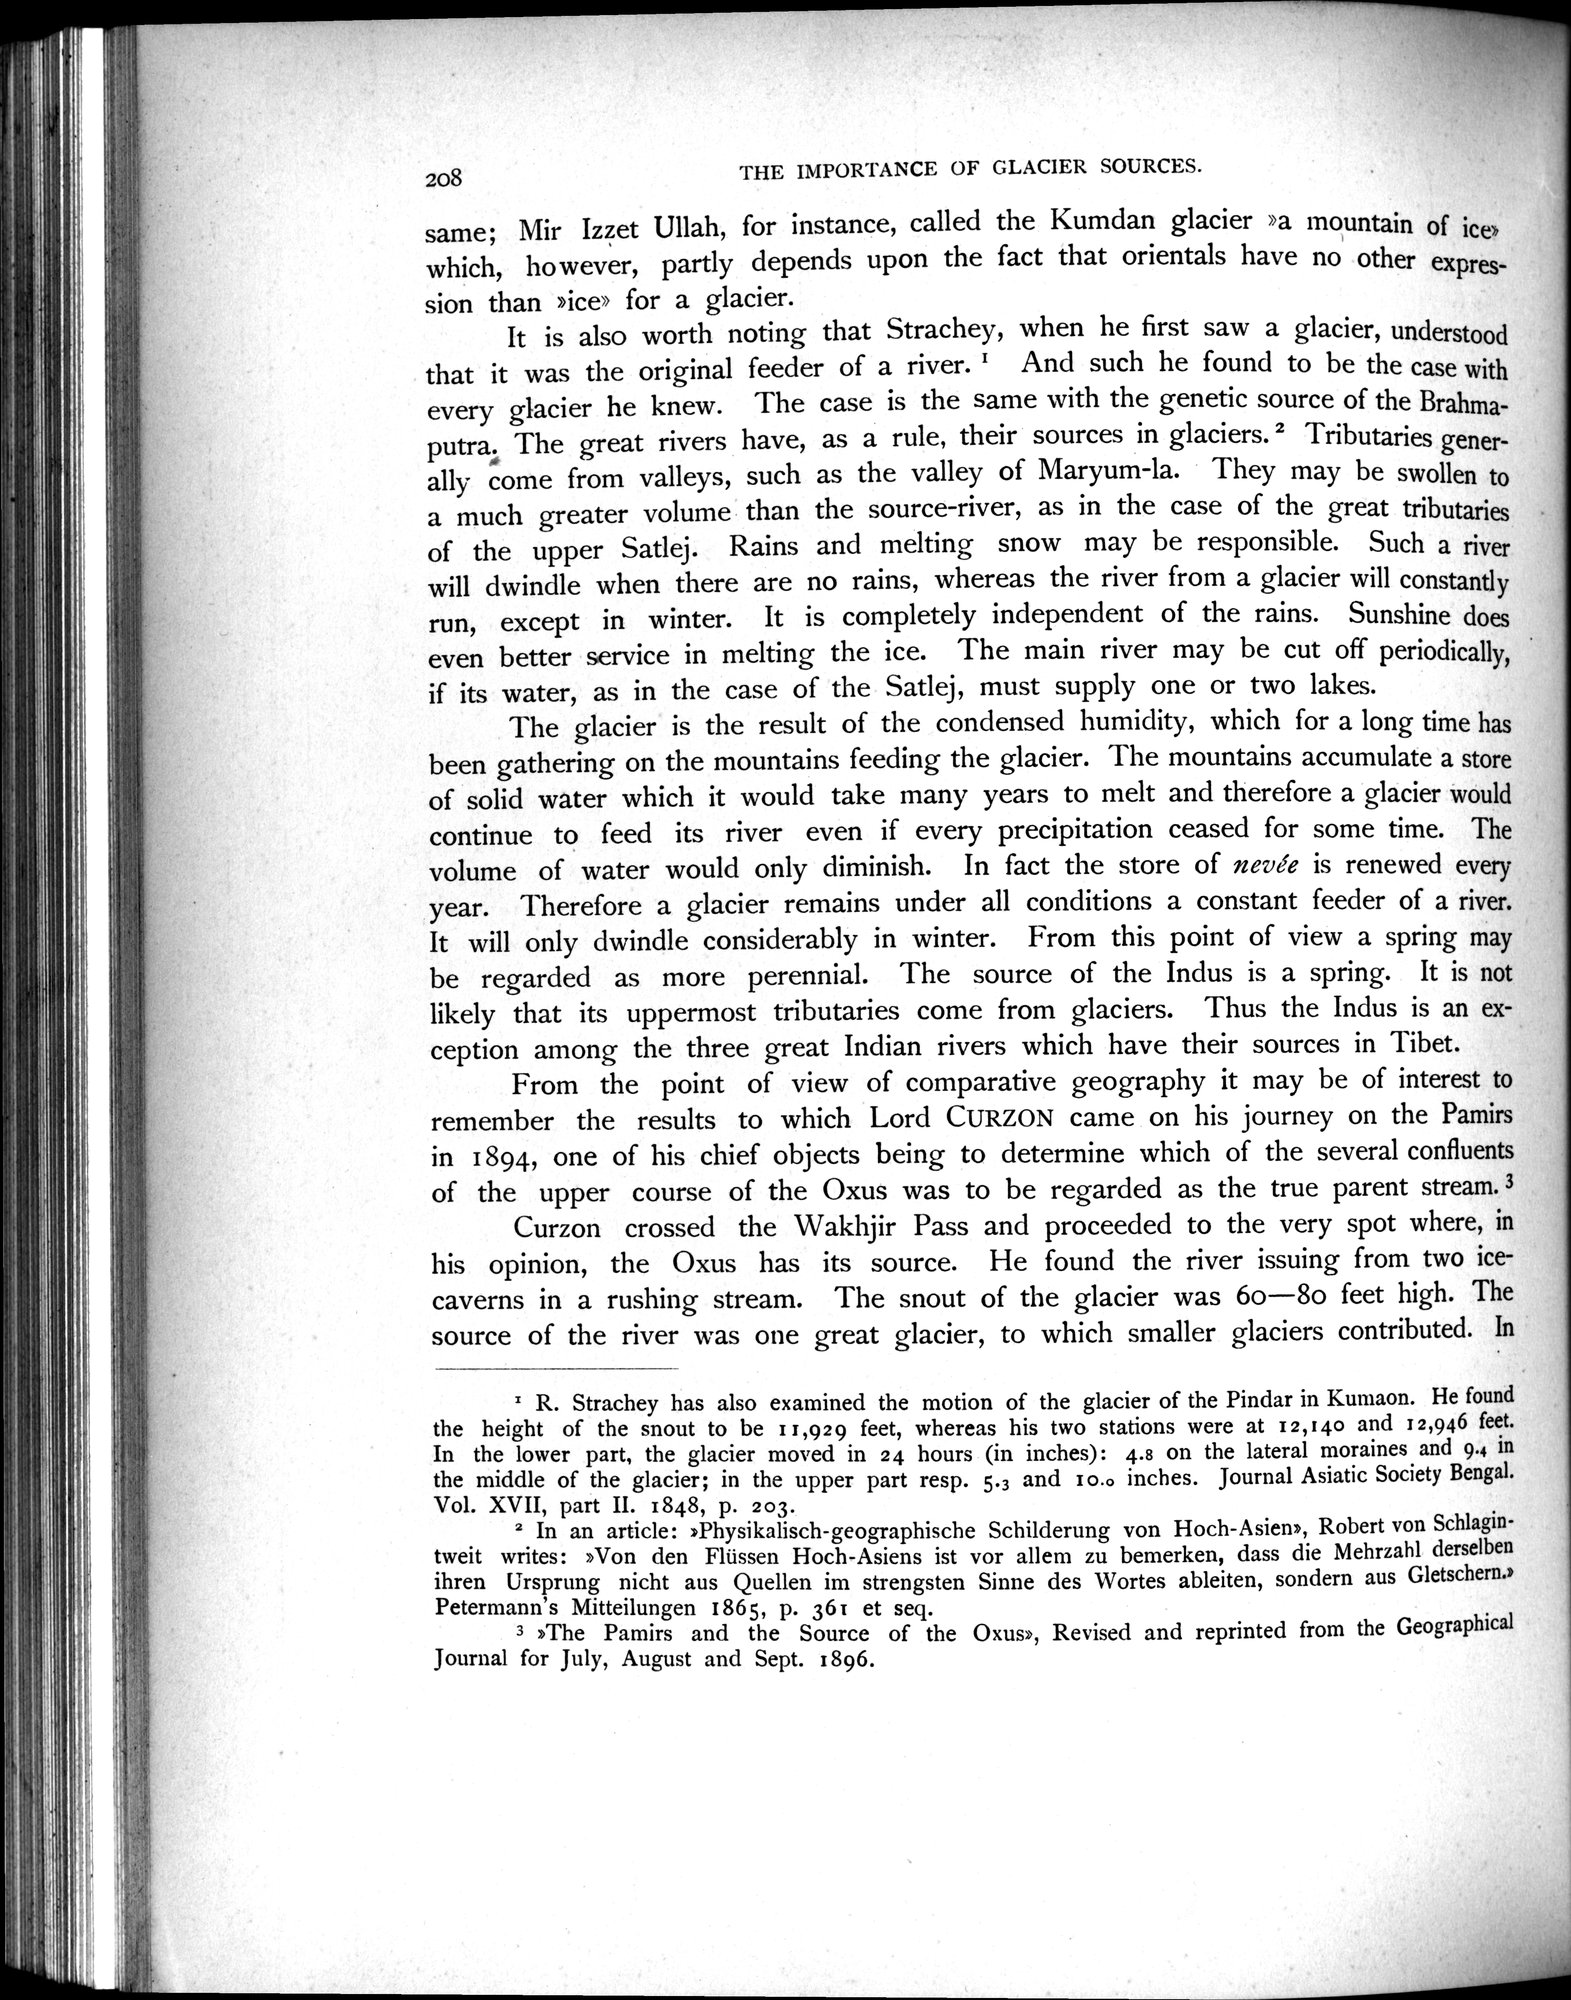 208
THE IMPORTANCE OF GLACIER SOURCES.
same; Mir Izzet Ullah, for instance, called the Kumdan glacier »a mountain of ice»
which, however, partly depends upon the fact that orientals have no other expres-
sion than »ice» for a glacier.
It is also worth noting that Strachey, when he first saw a glacier, understood
that it was the original feeder of a river. ¹ And such he found to be the case with
every glacier he knew. The case is the same with the genetic source of the Brahma-
putra. The great rivers have, as a rule, their sources in glaciers. ² Tributaries gener-
ally come from valleys, such as the valley of Maryum-la. They may be swollen to
a much greater volume than the source-river, as in the case of the great tributaries
of the upper Satlej. Rains and melting snow may be responsible. Such a river
will dwindle when there are no rains, whereas the river from a glacier will constantly
run, except in winter. It is completely independent of the rains. Sunshine does
even better service in melting the ice. The main river may be cut off periodically,
if its water, as in the case of the Satlej, must supply one or two lakes.
The glacier is the result of the condensed humidity, which for a long time has
been gathering on the mountains feeding the glacier. The mountains accumulate a store
of solid water which it would take many years to melt and therefore a glacier would
continue to feed its river even if every precipitation ceased for some time. The
volume of water would only diminish. In fact the store of nevée is renewed every
year. Therefore a glacier remains under all conditions a constant feeder of a river.
It will only dwindle considerably in winter. From this point of view a spring may
be regarded as more perennial. The source of the Indus is a spring. It is not
likely that its uppermost tributaries come from glaciers. Thus the Indus is an ex-
ception among the three great Indian rivers which have their sources in Tibet.
From the point of view of comparative geography it may be of interest to
remember the results to which Lord CURZON came on his journey on the Pamirs
in 1894, one of his chief objects being to determine which of the several confluents
of the upper course of the Oxus was to be regarded as the true parent stream. ³
Curzon crossed the Wakhjir Pass and proceeded to the very spot where, in
his opinion, the Oxus has its source. He found the river issuing from two ice-
caverns in a rushing stream. The snout of the glacier was 60—80 feet high. The
source of the river was one great glacier, to which smaller glaciers contributed. In
¹ R. Strachey has also examined the motion of the glacier of the Pindar in Kumaon. He found
the height of the snout to be 11,929 feet, whereas his two stations were at 12,140 and 12,946 feet.
In the lower part, the glacier moved in 24 hours (in inches): 4.8 on the lateral moraines and 9.4 in
the middle of the glacier; in the upper part resp. 5.3 and 10.0 inches. Journal Asiatic Society Bengal.
Vol. XVII, part II. 1848, p. 203.
² In an article: »Physikalisch-geographische Schilderung von Hoch-Asien», Robert von Schlagin-
tweit writes: »Von den Flüssen Hoch-Asiens ist vor allem zu bemerken, dass die Mehrzahl derselben
ihren Ursprung nicht aus Quellen im strengsten Sinne des Wortes ableiten, sondern aus Gletschern.»
Petermann's Mitteilungen 1865, p. 361 et seq.
³ »The Pamirs and the Source of the Oxus», Revised and reprinted from the Geographical
Journal for July, August and Sept. 1896.